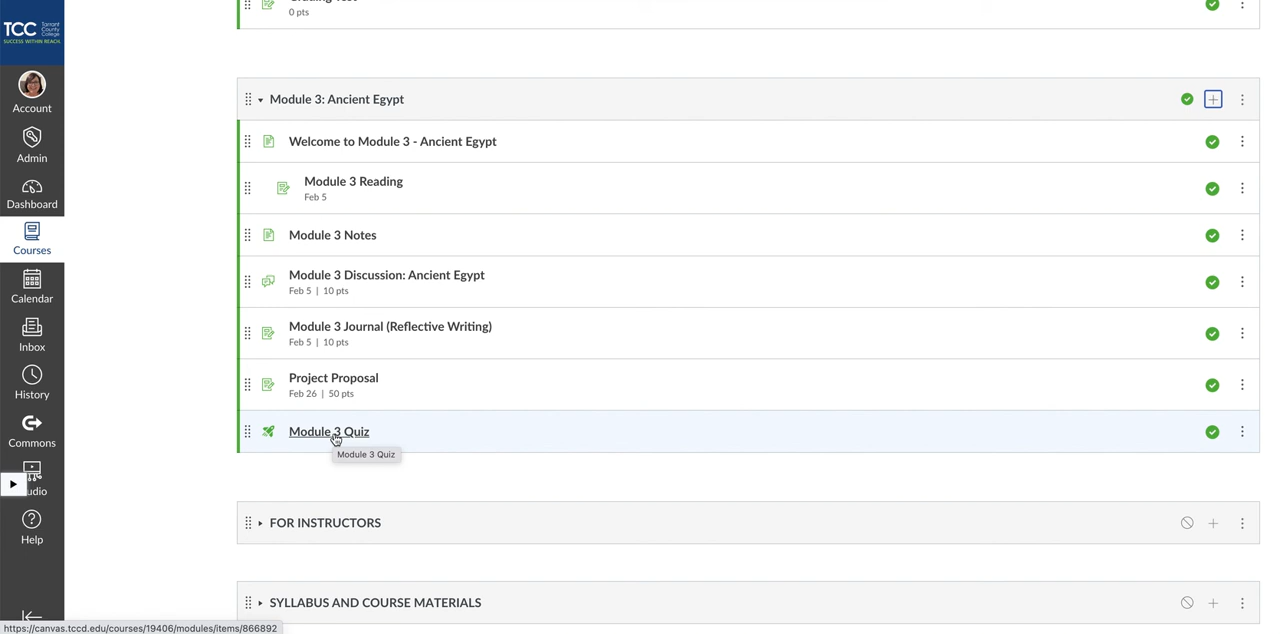 0 pts
TCC Tarrant County College
SUCCESS WITHIN REACH.
Account
Admin
Dashboard
Courses
Calendar
Inbox
History
Commons
udio
Help
Module 3: Ancient Egypt
Welcome to Module 3 - Ancient Egypt
Module 3 Reading
Feb 5
Module 3 Notes
Module 3 Discussion: Ancient Egypt
Feb 5 | 10 pts
Module 3 Journal (Reflective Writing)
Feb 5 | 10 pts
Project Proposal
Feb 26 | 50 pts
Module 3 Quiz
Module 3 Quiz
FOR INSTRUCTORS
SYLLABUS AND COURSE MATERIALS
https://canvas.tccd.edu/courses/19406/modules/items/866892